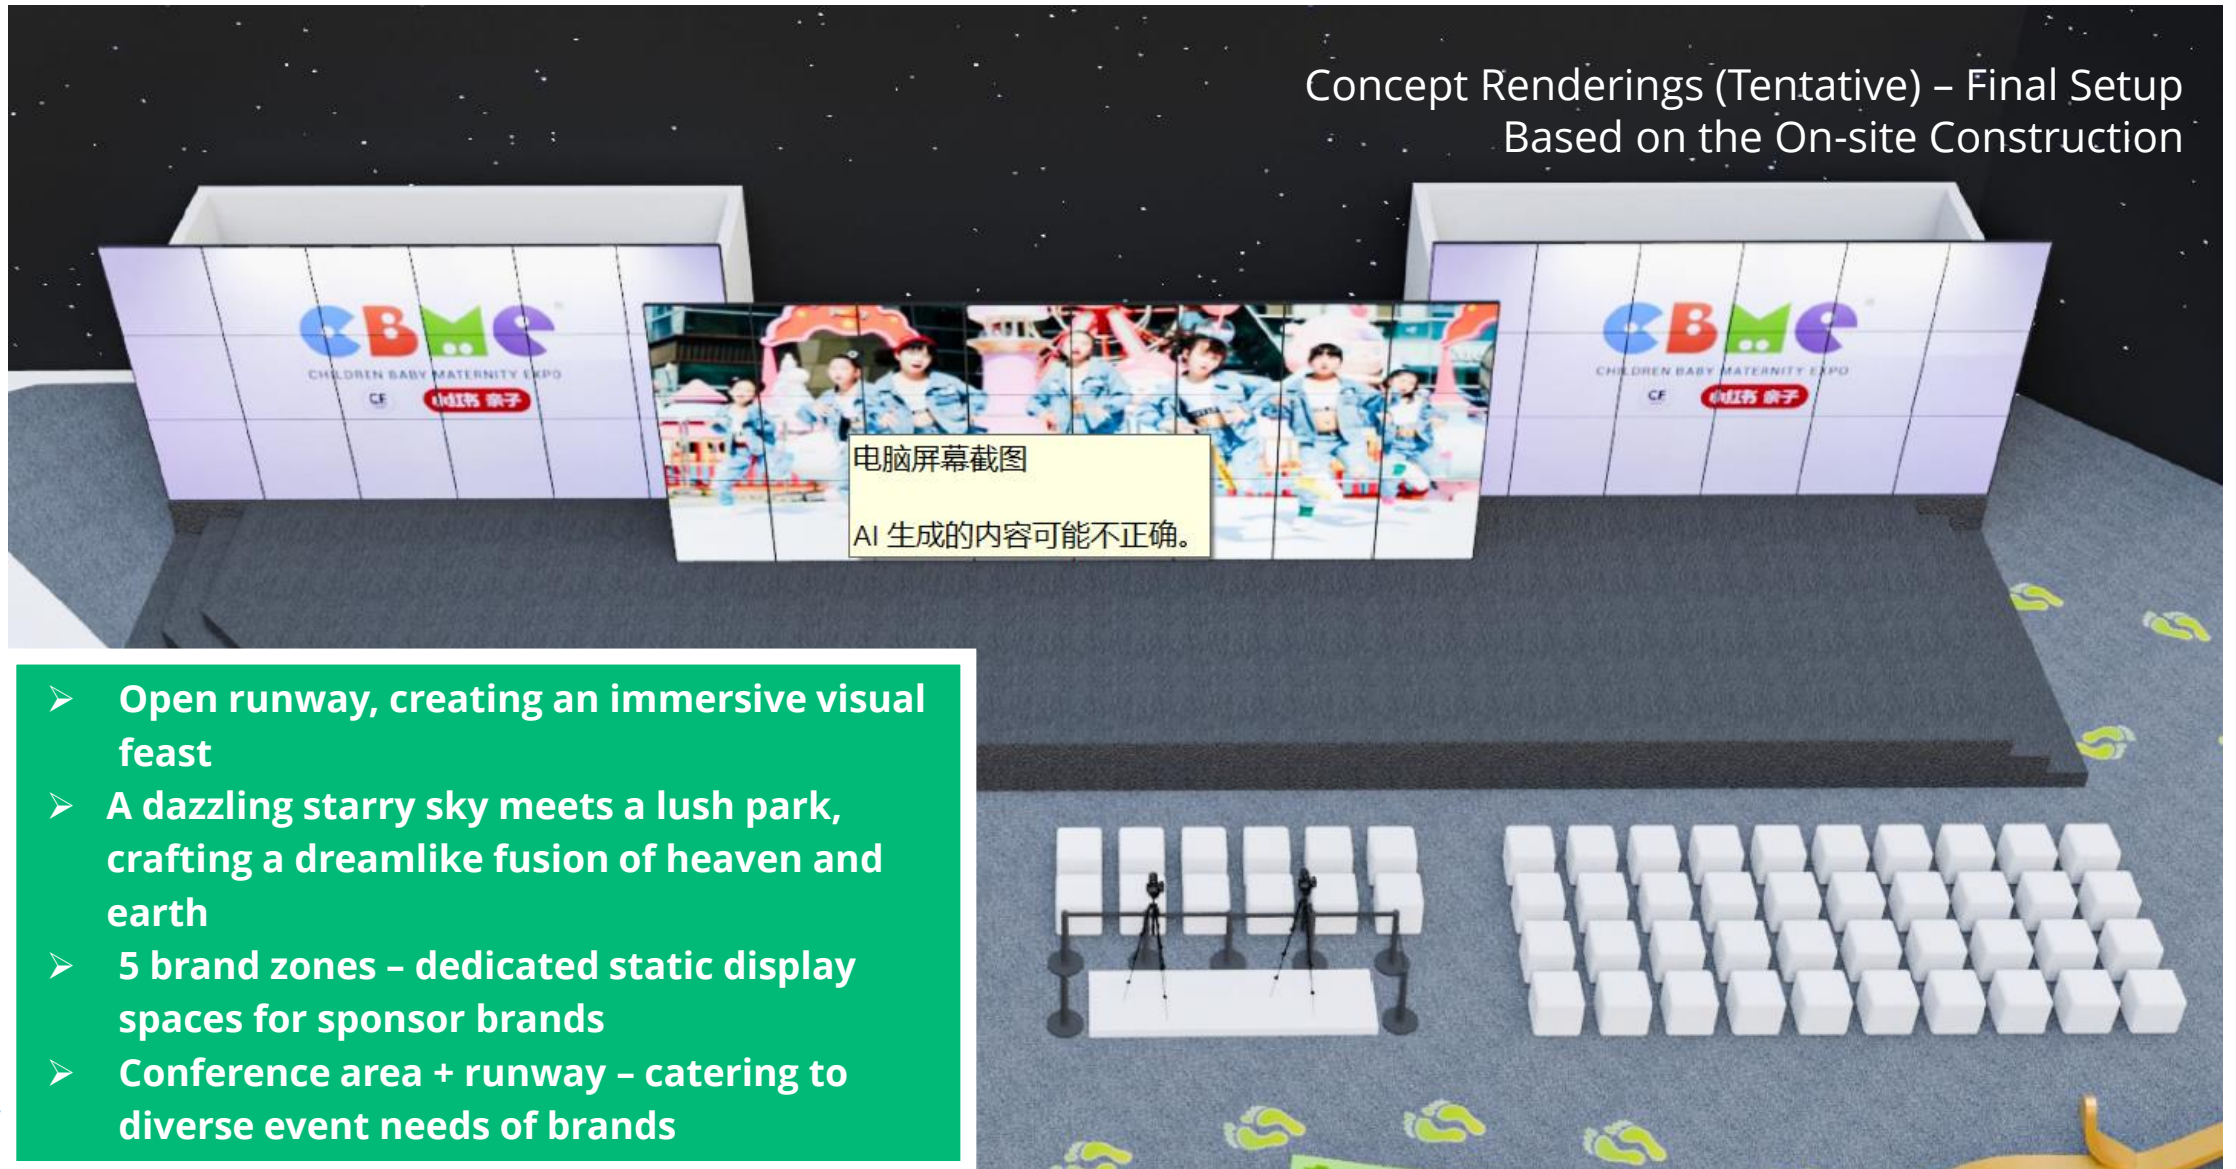 Concept Renderings (Tentative) – Final Setup
Based on the On-site Construction
CBME
CHILDREN BABY MATERNITY EXPO
CF
小红书 亲子
CBME
CHILDREN BABY MATERNITY EXPO
CF
小红书 亲子
电脑屏幕截图
AI 生成的内容可能不正确。
➢ Open runway, creating an immersive visual
feast
➢ A dazzling starry sky meets a lush park,
crafting a dreamlike fusion of heaven and
earth
➢ 5 brand zones – dedicated static display
spaces for sponsor brands
➢ Conference area + runway – catering to
diverse event needs of brands